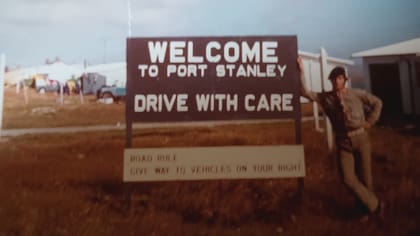 WELCOME
TO PORT STANLEY
DRIVE WITH CARE
ROAD RULE
GIVE WAY TO VEHICLES ON YOUR RIGHT